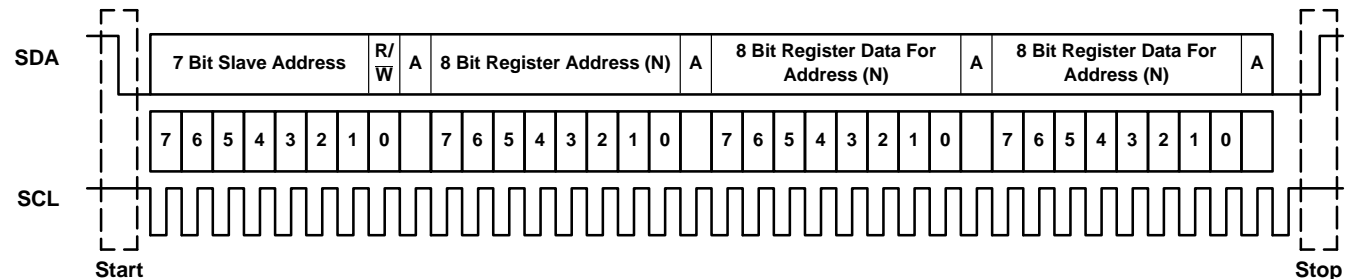 SDA
7 Bit Slave Address
R/
W
A
8 Bit Register Address (N)
A
8 Bit Register Data For
Address (N)
A
8 Bit Register Data For
Address (N)
A
7 6 5 4 3 2 1 0 7 6 5 4 3 2 1 0 7 6 5 4 3 2 1 0 7 6 5 4 3 2 1 0
SCL
Start Stop